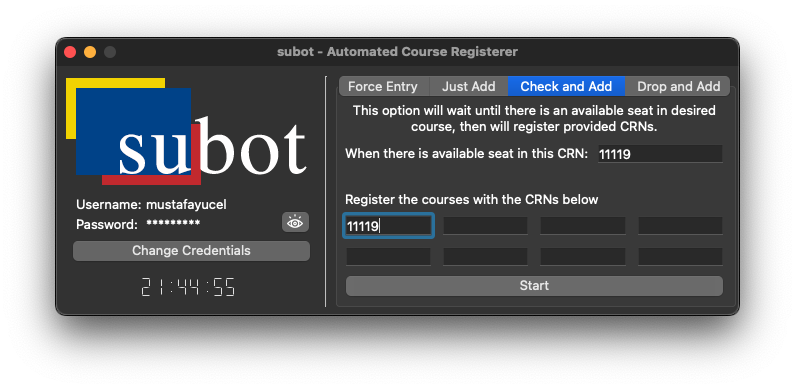 subot - Automated Course Registerer
subot
Username: mustafayucel
Password: *********
Change Credentials
21:44:55
Force Entry
Just Add
Check and Add
Drop and Add
This option will wait until there is an available seat in desired
course, then will register provided CRNs.
When there is available seat in this CRN: 11119
Register the courses with the CRNs below
11119
Start